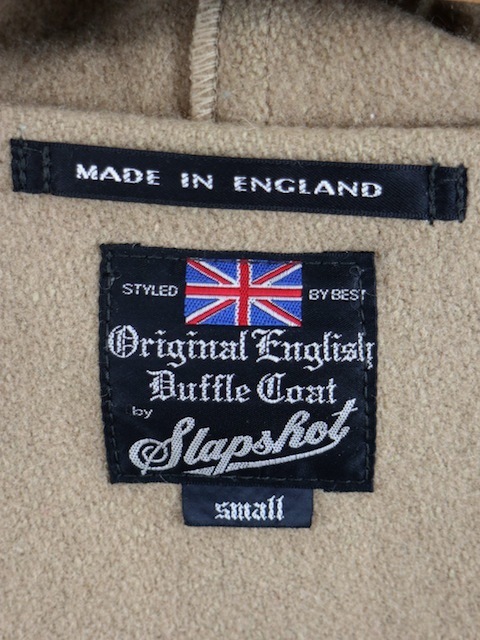 MADE IN ENGLAND
STYLED BY BEST
Original English
Duffle Coat
by
Slapshot
small